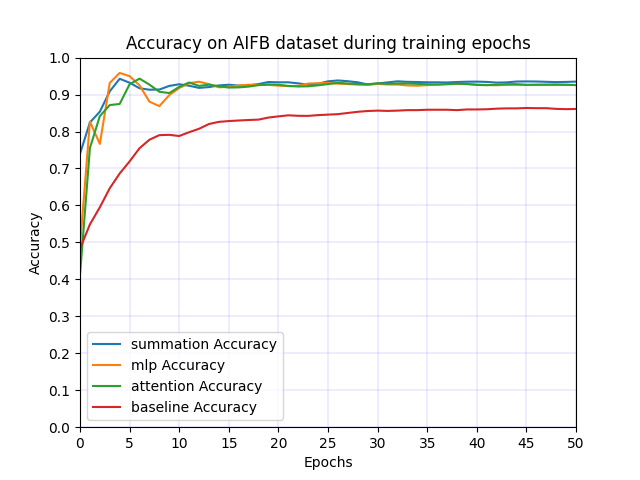 Accuracy on AIFB dataset during training epochs
1.0
0.9
0.8
0.7
0.6
0.5
0.4
0.3
0.2
0.1
0.0
Accuracy
summation Accuracy
mlp Accuracy
attention Accuracy
baseline Accuracy
0 5 10 15 20 25 30 35 40 45 50
Epochs